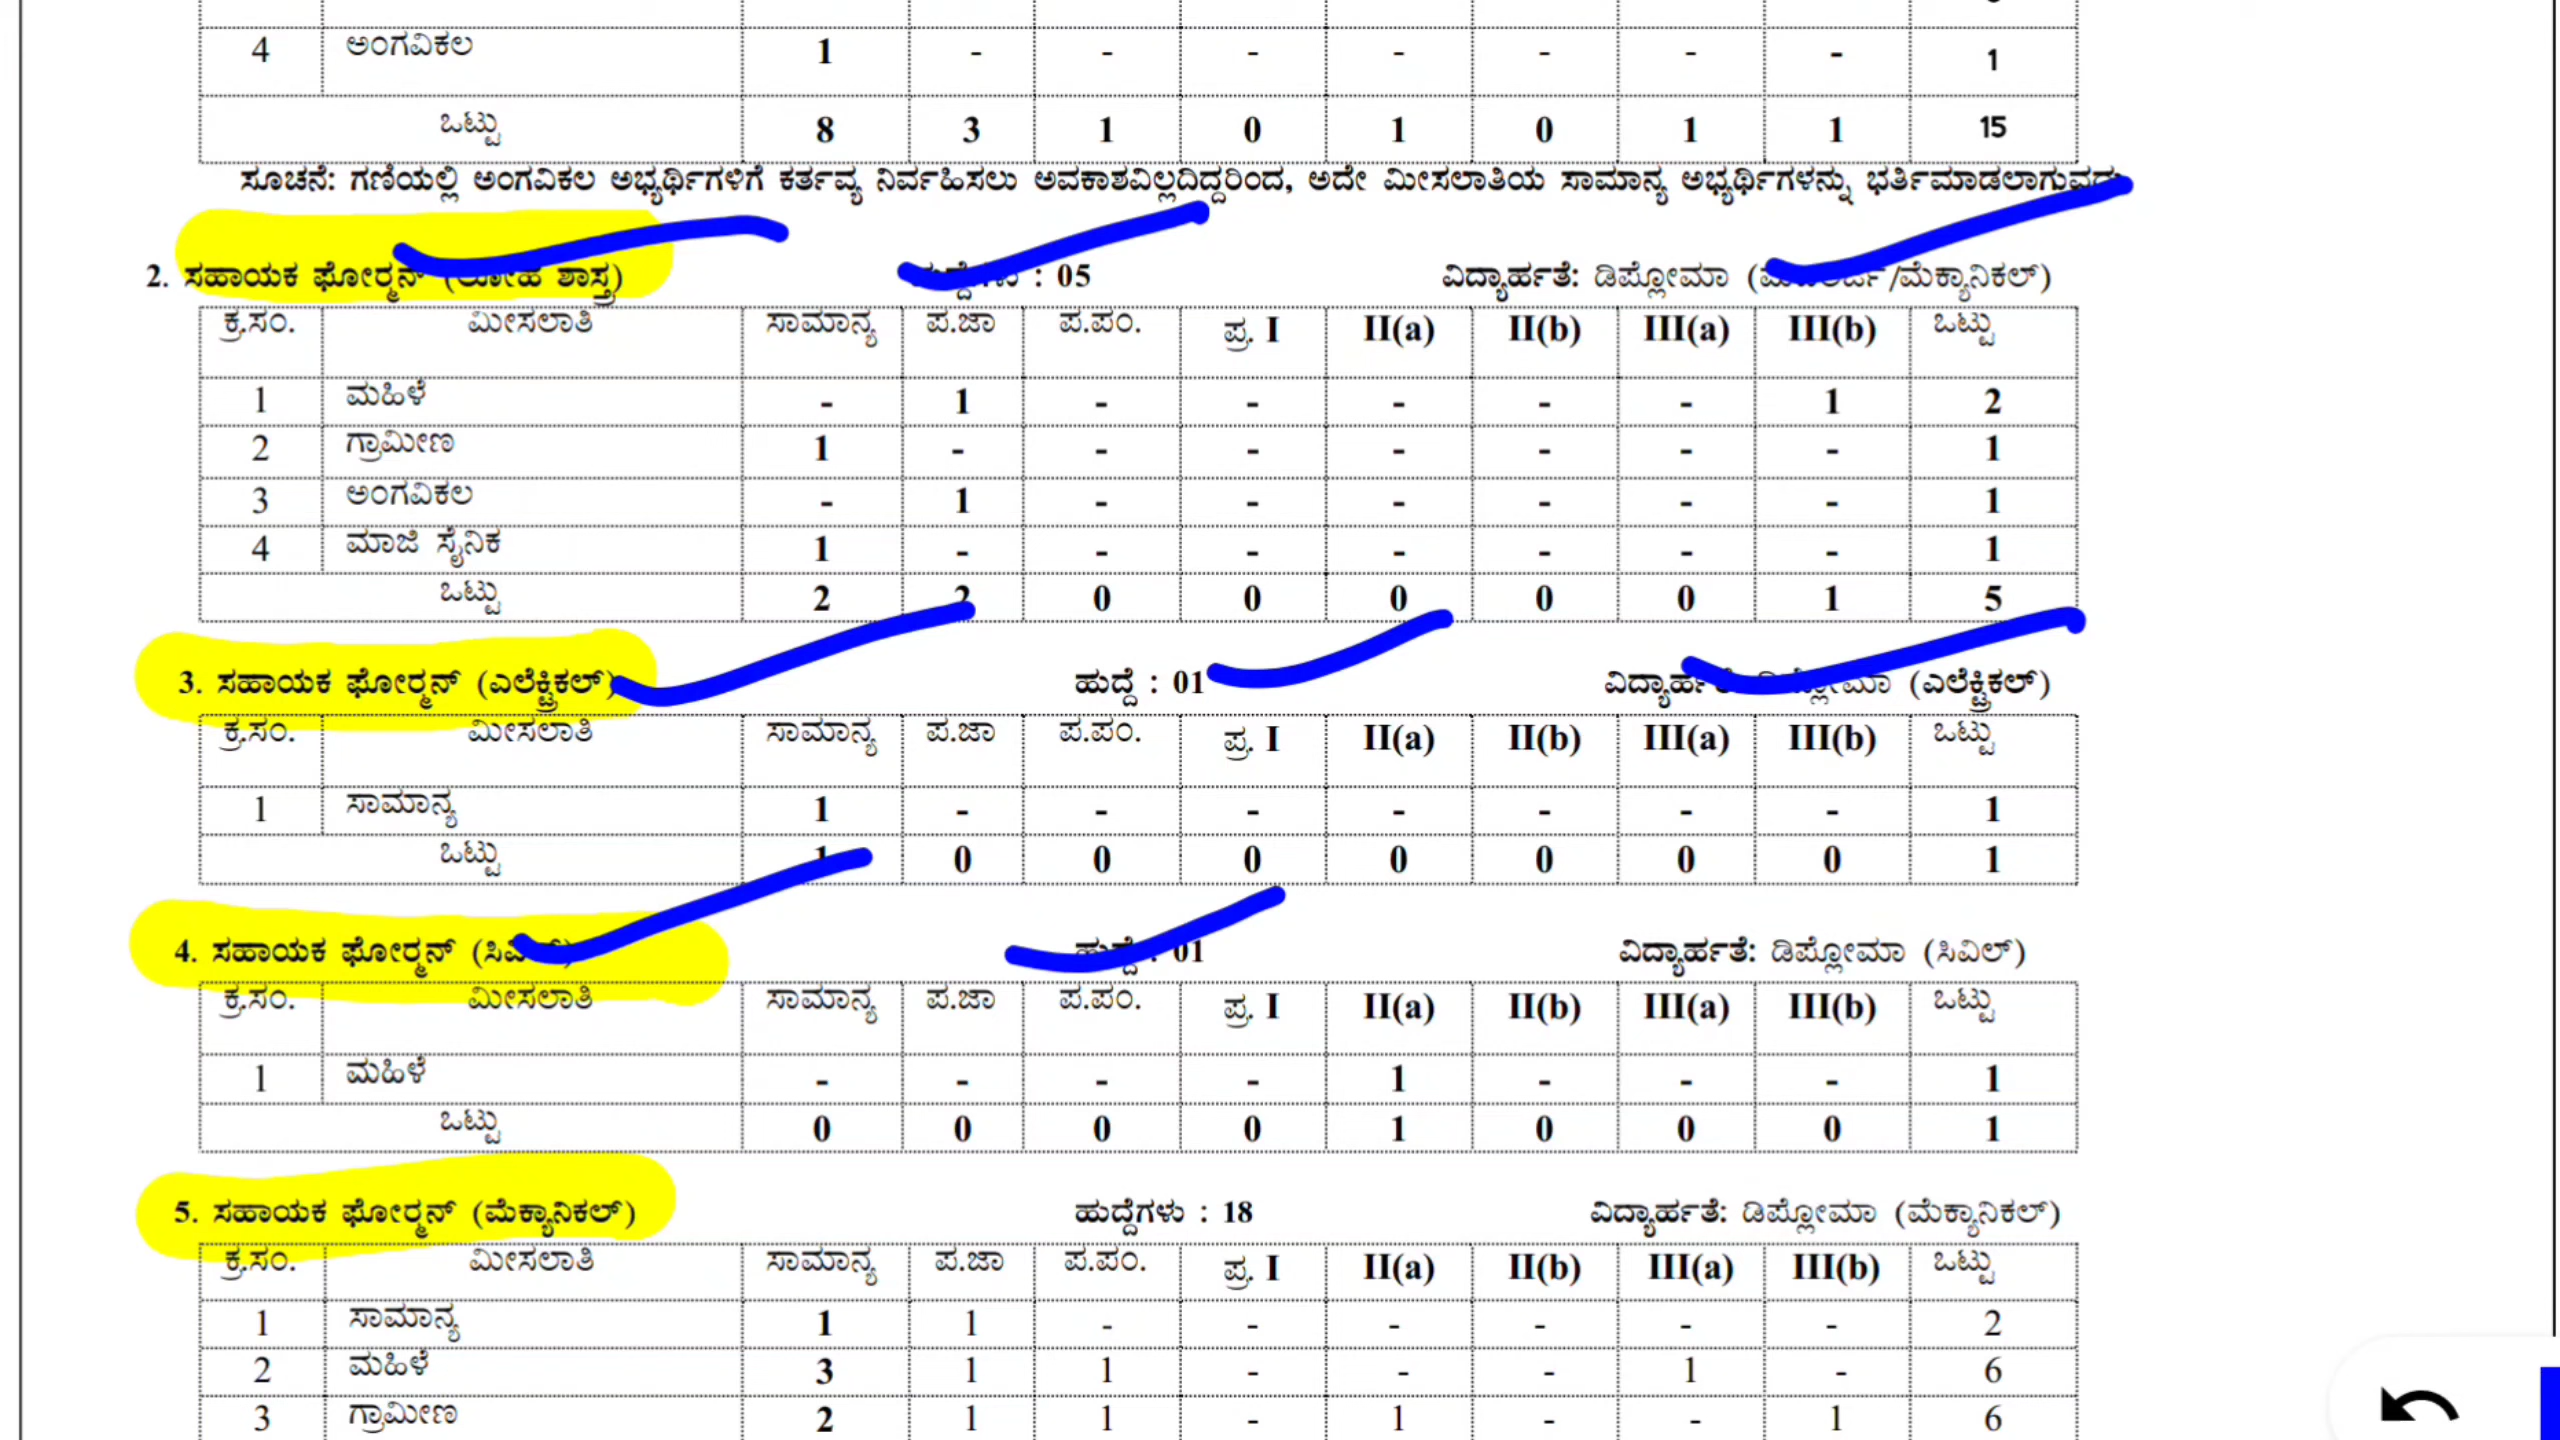 4 ಅಂಗವಿಕಲ 1 - - - - - - - 1
ಒಟ್ಟು 8 3 1 0 1 0 1 1 15
ಸೂಚನೆ: ಗಣಿಯಲ್ಲಿ ಅಂಗವಿಕಲ ಅಭ್ಯರ್ಥಿಗಳಿಗೆ ಕರ್ತವ್ಯ ನಿರ್ವಹಿಸಲು ಅವಕಾಶವಿಲ್ಲದಿದ್ದರಿಂದ, ಅದೇ ಮೀಸಲಾತಿಯ ಸಾಮಾನ್ಯ ಅಭ್ಯರ್ಥಿಗಳನ್ನು ಭರ್ತಿಮಾಡಲಾಗುವದು
2. ಸಹಾಯಕ ಫೋರ‍್ಮನ್ (ಲೋಹ ಶಾಸ್ತ್ರ) ಹುದ್ದೆಗಳು : 05 ವಿದ್ಯಾರ್ಹತೆ: ಡಿಪ್ಲೋಮಾ /ಮೆಕ್ಯಾನಿಕಲ್)
ಕ್ರ.ಸಂ. ಮೀಸಲಾತಿ ಸಾಮಾನ್ಯ ಪ.ಜಾ ಪ.ಪಂ. ಪ್ರ. I II(a) II(b) III(a) III(b) ಒಟ್ಟು
1 ಮಹಿಳೆ - 1 - - - - - 1 2
2 ಗ್ರಾಮೀಣ 1 - - - - - - - 1
3 ಅಂಗವಿಕಲ - 1 - - - - - - 1
4 ಮಾಜಿ ಸೈನಿಕ 1 - - - - - - - 1
ಒಟ್ಟು 2 2 0 0 0 0 0 1 5
3. ಸಹಾಯಕ ಫೋರ‍್ಮನ್ (ಎಲೆಕ್ಟ್ರಿಕಲ್) ಹುದ್ದೆ : 01 ವಿದ್ಯಾರ್ಹತೆ: ಡಿಪ್ಲೋಮಾ (ಎಲೆಕ್ಟ್ರಿಕಲ್)
ಕ್ರ.ಸಂ. ಮೀಸಲಾತಿ ಸಾಮಾನ್ಯ ಪ.ಜಾ ಪ.ಪಂ. ಪ್ರ. I II(a) II(b) III(a) III(b) ಒಟ್ಟು
1 ಸಾಮಾನ್ಯ 1 - - - - - - - 1
ಒಟ್ಟು 1 0 0 0 0 0 0 0 1
4. ಸಹಾಯಕ ಫೋರ‍್ಮನ್ (ಸಿವಿಲ್) ಹುದ್ದೆ : 01 ವಿದ್ಯಾರ್ಹತೆ: ಡಿಪ್ಲೋಮಾ (ಸಿವಿಲ್)
ಕ್ರ.ಸಂ. ಮೀಸಲಾತಿ ಸಾಮಾನ್ಯ ಪ.ಜಾ ಪ.ಪಂ. ಪ್ರ. I II(a) II(b) III(a) III(b) ಒಟ್ಟು
1 ಮಹಿಳೆ - - - - 1 - - - 1
ಒಟ್ಟು 0 0 0 0 1 0 0 0 1
5. ಸಹಾಯಕ ಫೋರ‍್ಮನ್ (ಮೆಕ್ಯಾನಿಕಲ್) ಹುದ್ದೆಗಳು : 18 ವಿದ್ಯಾರ್ಹತೆ: ಡಿಪ್ಲೋಮಾ (ಮೆಕ್ಯಾನಿಕಲ್)
ಕ್ರ.ಸಂ. ಮೀಸಲಾತಿ ಸಾಮಾನ್ಯ ಪ.ಜಾ ಪ.ಪಂ. ಪ್ರ. I II(a) II(b) III(a) III(b) ಒಟ್ಟು
1 ಸಾಮಾನ್ಯ 1 1 - - - - - - 2
2 ಮಹಿಳೆ 3 1 1 - - - 1 - 6
3 ಗ್ರಾಮೀಣ 2 1 1 - 1 - - 1 6